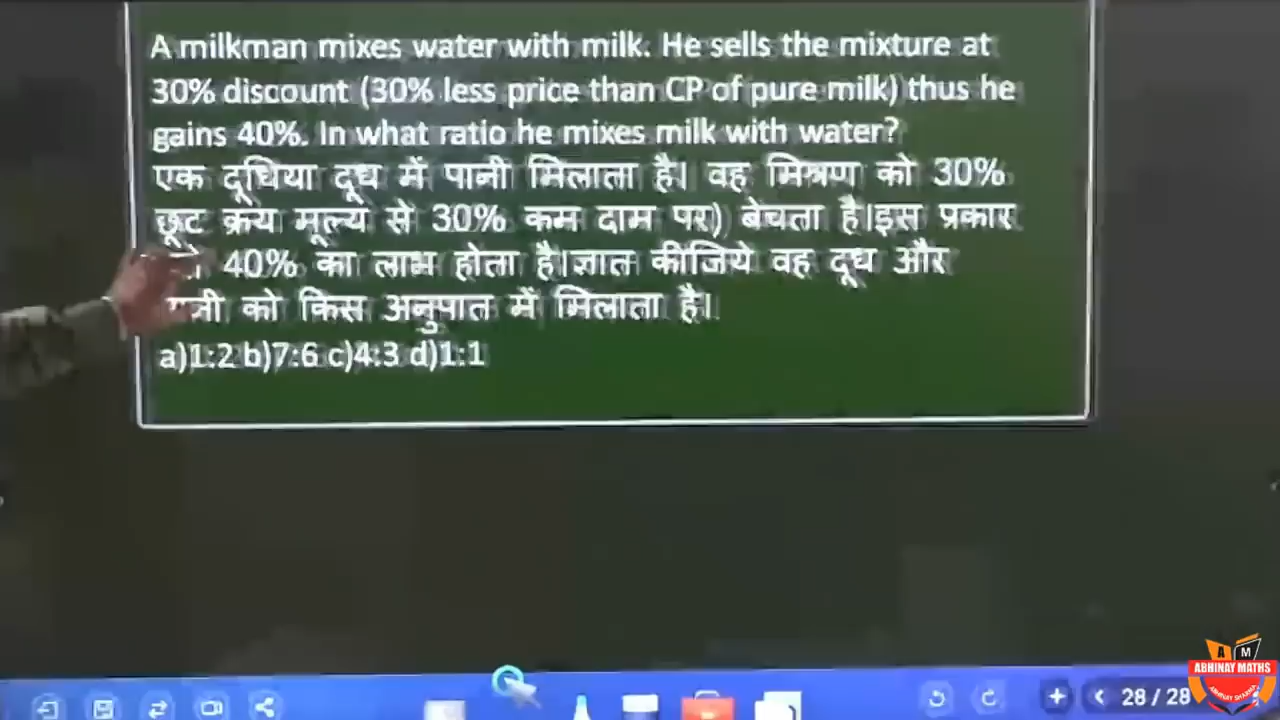 A milkman mixes water with milk. He sells the mixture at
30% discount (30% less price than CP of pure milk) thus he
gains 40%. In what ratio he mixes milk with water?
एक दूधिया दूध में पानी मिलाता है। वह मिश्रण को 30%
छूट क्रय मूल्य से 30% कम दाम पर) बेचता है।इस प्रकार
40% का लाभ होता है।ज्ञात कीजिये वह दूध और
को किस अनुपात में मिलाता है।
a)1:2 b)7:6 c)4:3 d)1:1
28 / 28
A M
ABHINAY MATHS